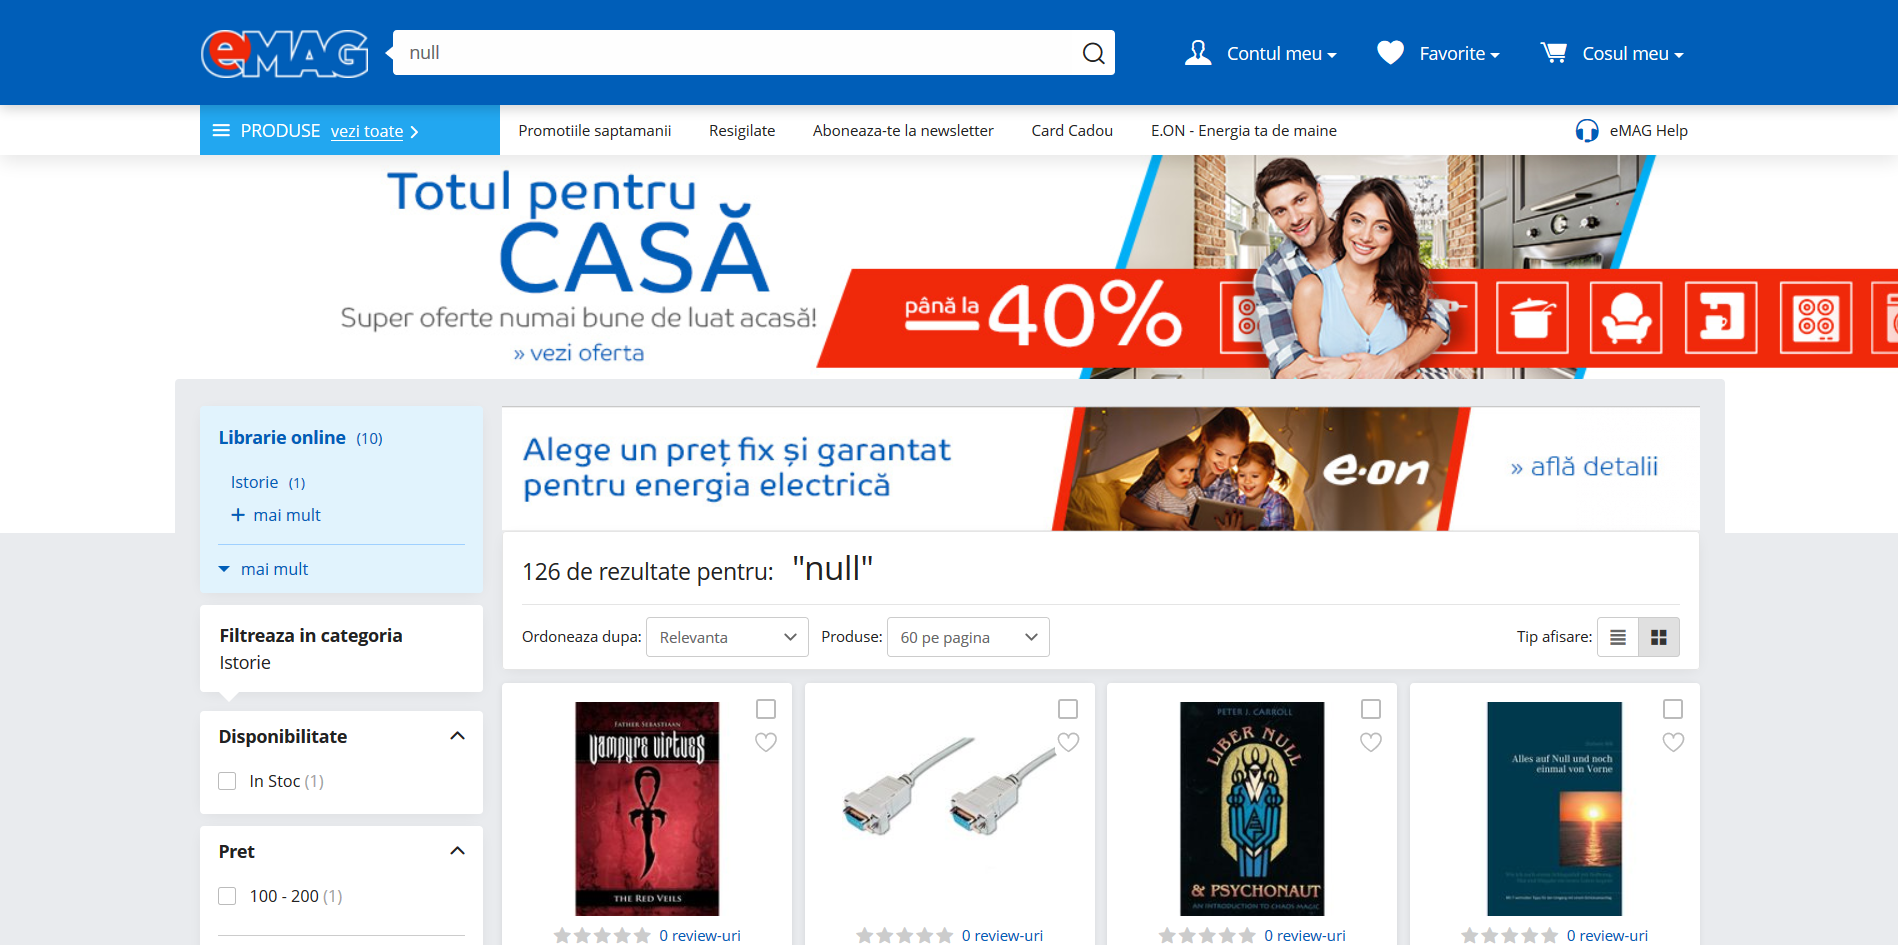 eMAG
null
Contul meu
Favorite
Cosul meu
PRODUSE vezi toate
Promotiile saptamanii
Resigilate
Aboneaza-te la newsletter
Card Cadou
E.ON - Energia ta de maine
eMAG Help
Totul pentru
CASĂ
Super oferte numai bune de luat acasă!
» vezi oferta
până la
40%
Librarie online (10)
Istorie (1)
+ mai mult
mai mult
Alege un preț fix și garantat
pentru energia electrică
e·on
» află detalii
126 de rezultate pentru: "null"
Ordoneaza dupa: Relevanta
Produse: 60 pe pagina
Tip afisare:
Filtreaza in categoria
Istorie
Disponibilitate
In Stoc (1)
Pret
100 - 200 (1)
FATHER SEBASTIAAN
Vampyre Virtues
THE RED VEILS
0 review-uri
0 review-uri
PETER J. CARROLL
LIBER NULL
& PSYCHONAUT
AN INTRODUCTION TO CHAOS MAGIC
0 review-uri
Alles auf Null und noch
einmal von Vorne
0 review-uri